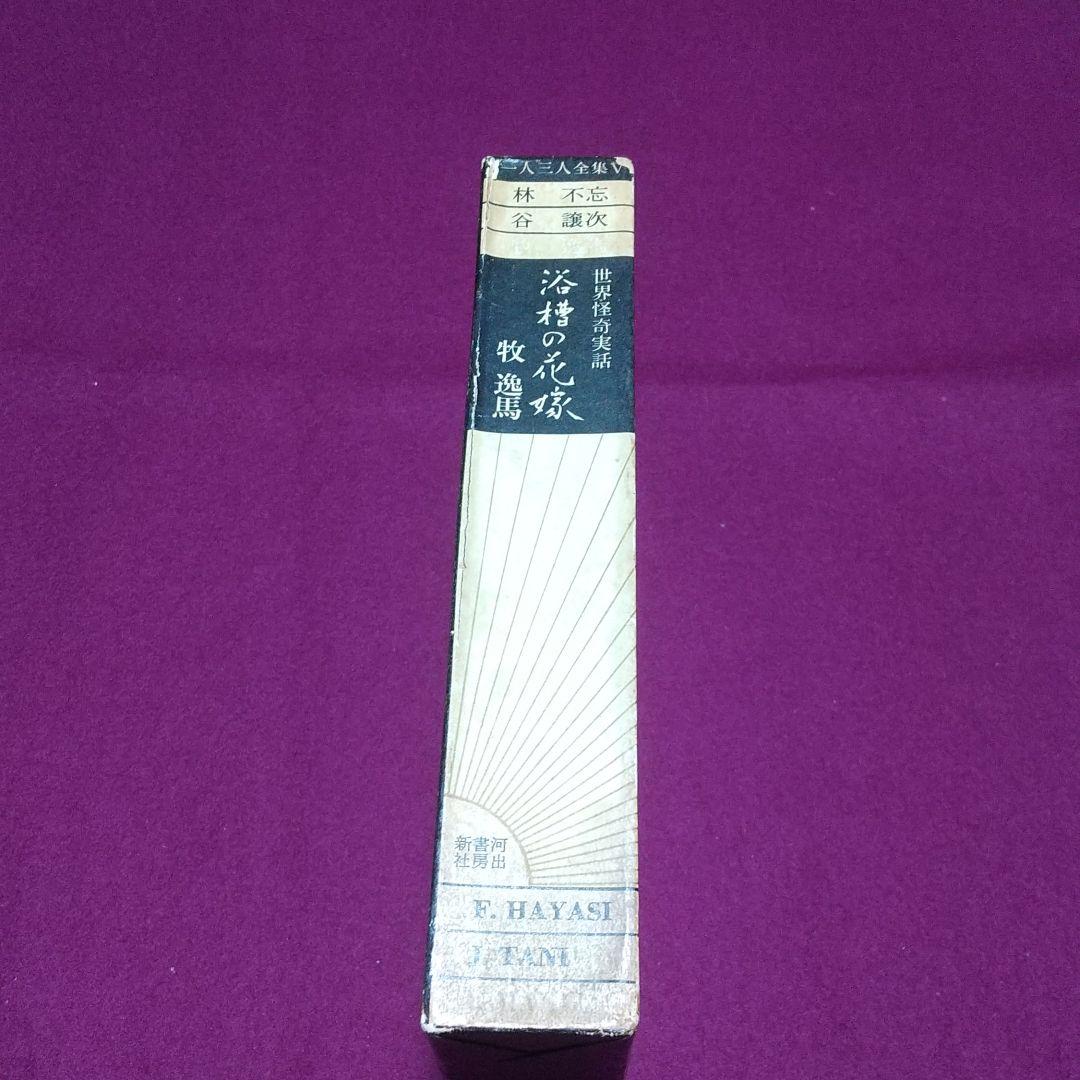 一人三人全集V
林 不忘
谷 譲次
世界怪奇実話
浴槽の花嫁
牧 逸馬
河出
書房
新社
F. HAYASI
J. TANI